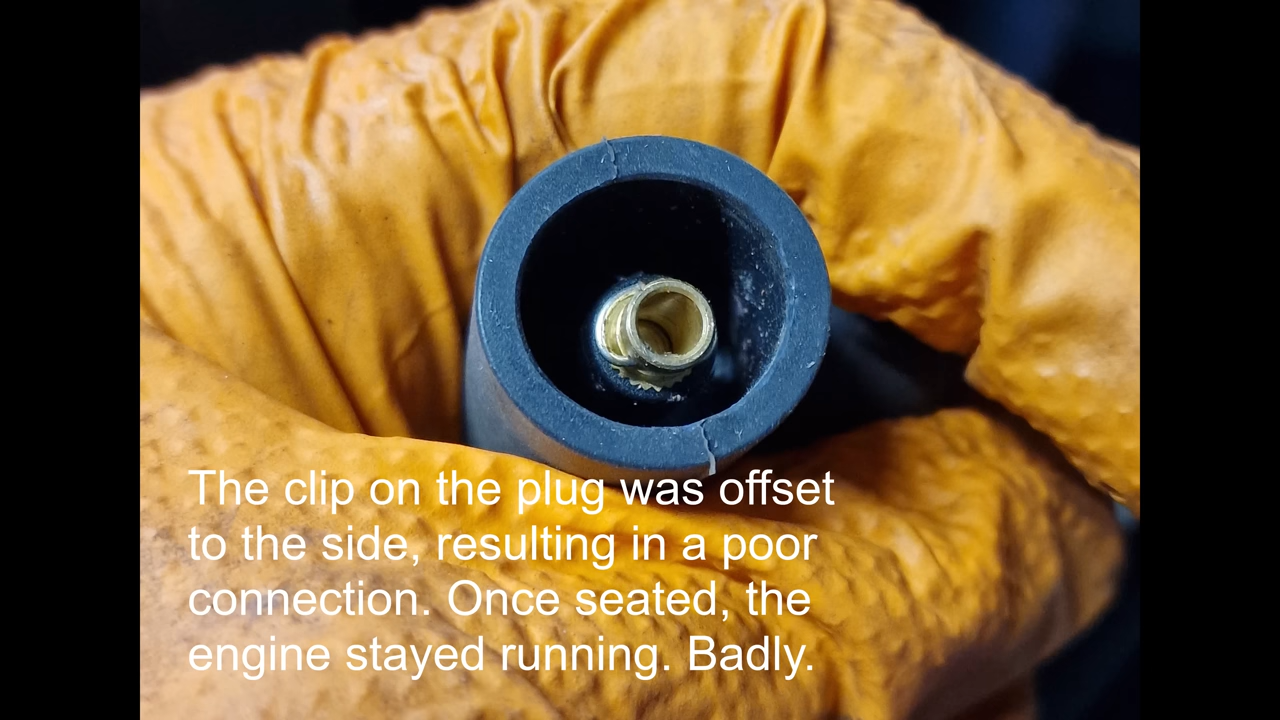 The clip on the plug was offset
to the side, resulting in a poor
connection. Once seated, the
engine stayed running. Badly.